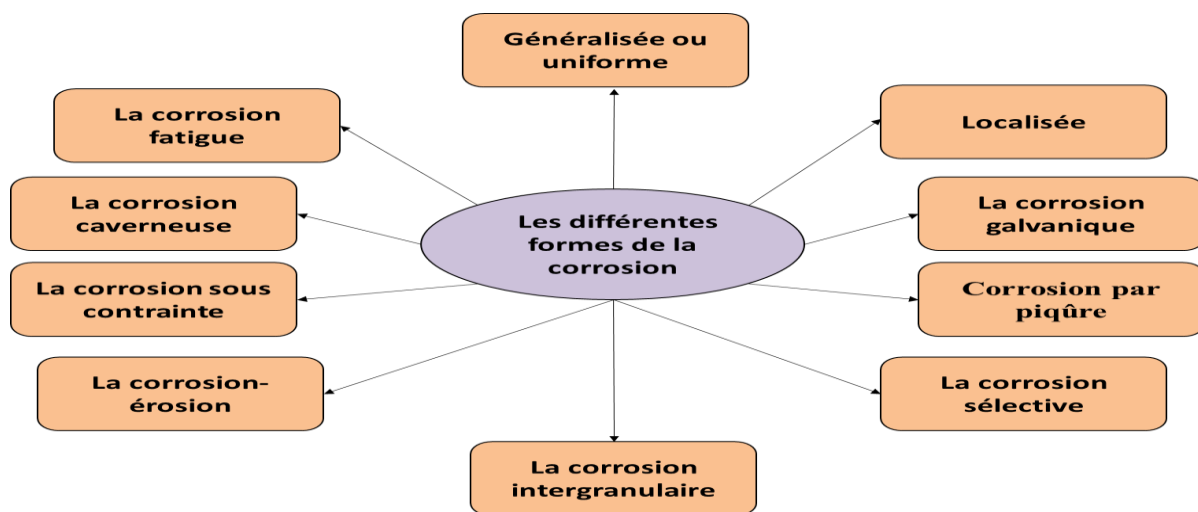 Généralisée ou
uniforme
La corrosion
fatigue
Localisée
La corrosion
caverneuse
Les différentes
formes de la
corrosion
La corrosion
galvanique
La corrosion sous
contrainte
Corrosion par
piqûre
La corrosion-
érosion
La corrosion
sélective
La corrosion
intergranulaire